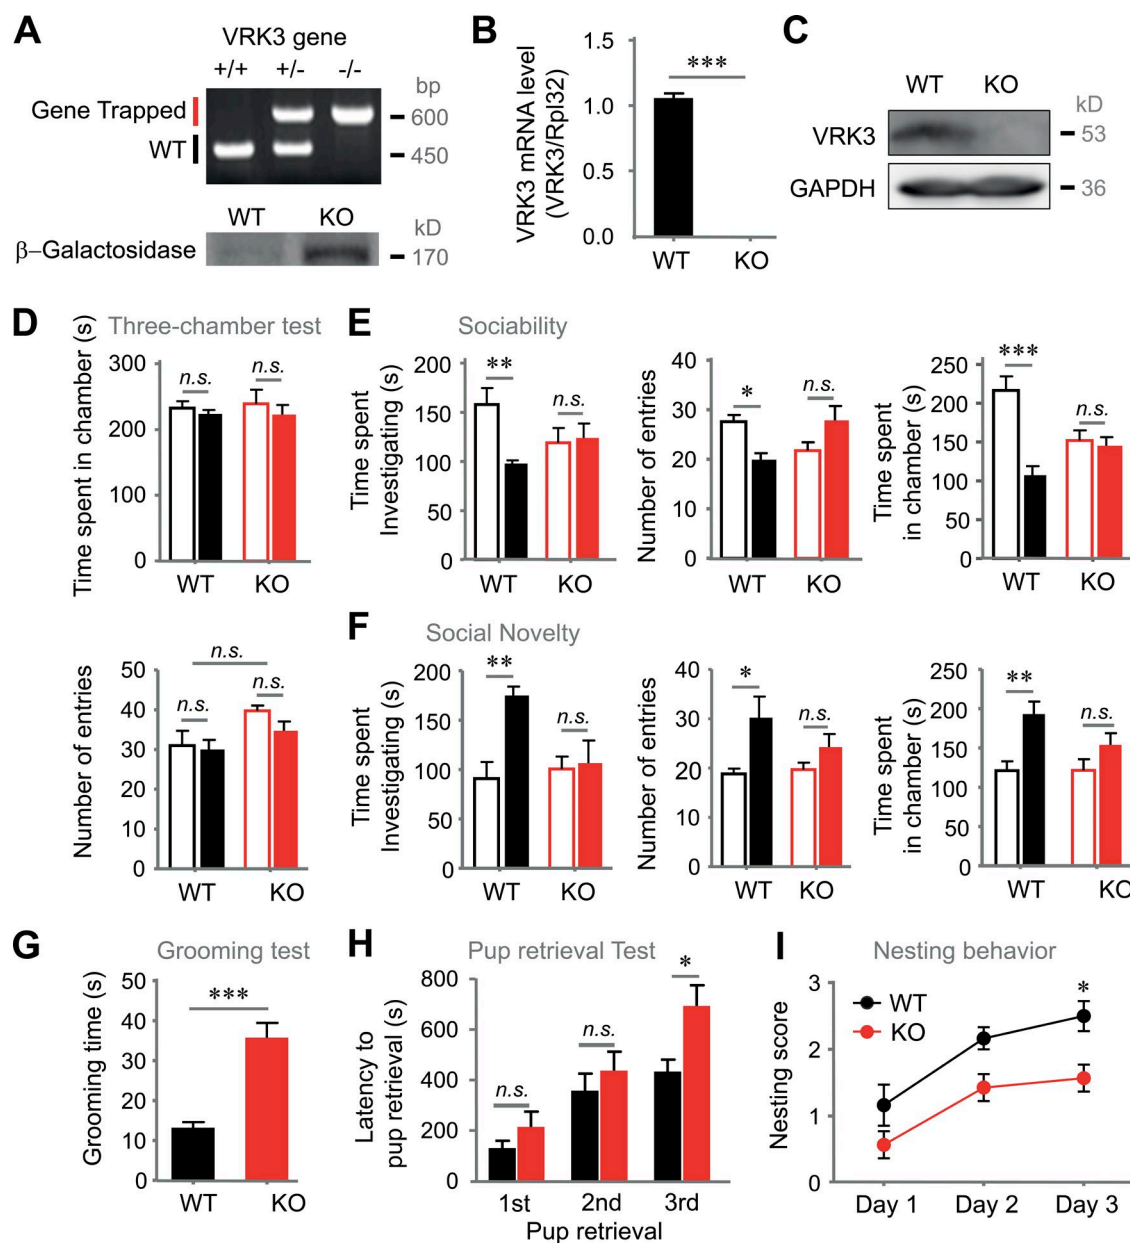 A
VRK3 gene
+/+ +/- -/-
bp
Gene Trapped
600
WT
450
WT KO
kD
β–Galactosidase
170
B
VRK3 mRNA level
(VRK3/Rpl32)
1.5
1.0
0.5
0.0
***
WT KO
C
WT KO
kD
VRK3
53
GAPDH
36
D
Three-chamber test
Time spent in chamber (s)
300
200
100
0
n.s.
n.s.
WT KO
Number of entries
50
40
30
20
10
0
n.s.
n.s.
n.s.
WT KO
E
Sociability
Time spent
Investigating (s)
200
150
100
50
0
**
n.s.
WT KO
Number of entries
40
30
20
10
0
*
n.s.
WT KO
Time spent
in chamber (s)
250
200
150
100
50
0
***
n.s.
WT KO
F
Social Novelty
Time spent
Investigating (s)
200
150
100
50
0
**
n.s.
WT KO
Number of entries
40
30
20
10
0
*
n.s.
WT KO
Time spent
in chamber (s)
250
200
150
100
50
0
**
n.s.
WT KO
G
Grooming test
Grooming time (s)
50
40
30
20
10
0
***
WT KO
H
Pup retrieval Test
Latency to
pup retrieval (s)
800
600
400
200
0
n.s.
n.s.
*
1st 2nd 3rd
Pup retrieval
I
Nesting behavior
Nesting score
3
2
1
0
WT
KO
*
Day 1 Day 2 Day 3